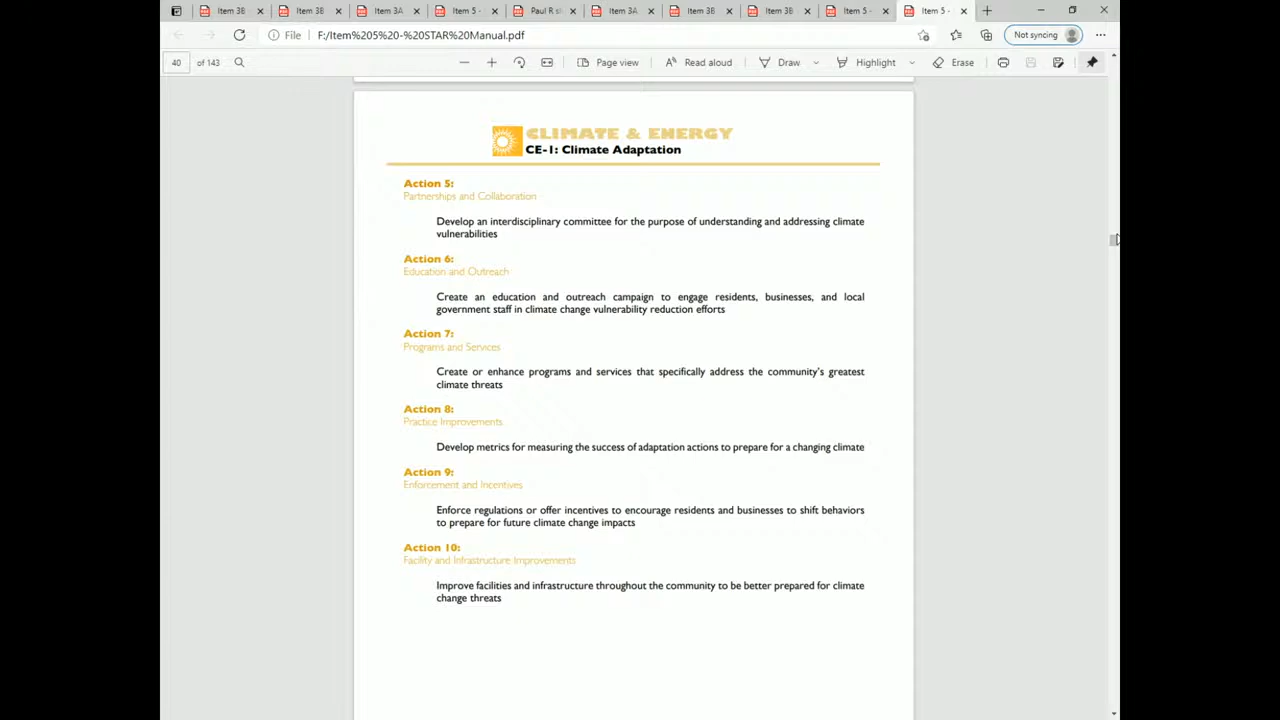 Item 3B
Item 3B
Item 3A
Item 5 -
Paul R sl
Item 3A
Item 3B
Item 3B
Item 5 -
Item 5 -
File
F:/Item%205%20-%20STAR%20Manual.pdf
Not syncing
40 of 143
Page view
Read aloud
Draw
Highlight
Erase
CLIMATE & ENERGY
CE-1: Climate Adaptation
Action 5:
Partnerships and Collaboration
Develop an interdisciplinary committee for the purpose of understanding and addressing climate
vulnerabilities
Action 6:
Education and Outreach
Create an education and outreach campaign to engage residents, businesses, and local
government staff in climate change vulnerability reduction efforts
Action 7:
Programs and Services
Create or enhance programs and services that specifically address the community's greatest
climate threats
Action 8:
Practice Improvements
Develop metrics for measuring the success of adaptation actions to prepare for a changing climate
Action 9:
Enforcement and Incentives
Enforce regulations or offer incentives to encourage residents and businesses to shift behaviors
to prepare for future climate change impacts
Action 10:
Facility and Infrastructure Improvements
Improve facilities and infrastructure throughout the community to be better prepared for climate
change threats